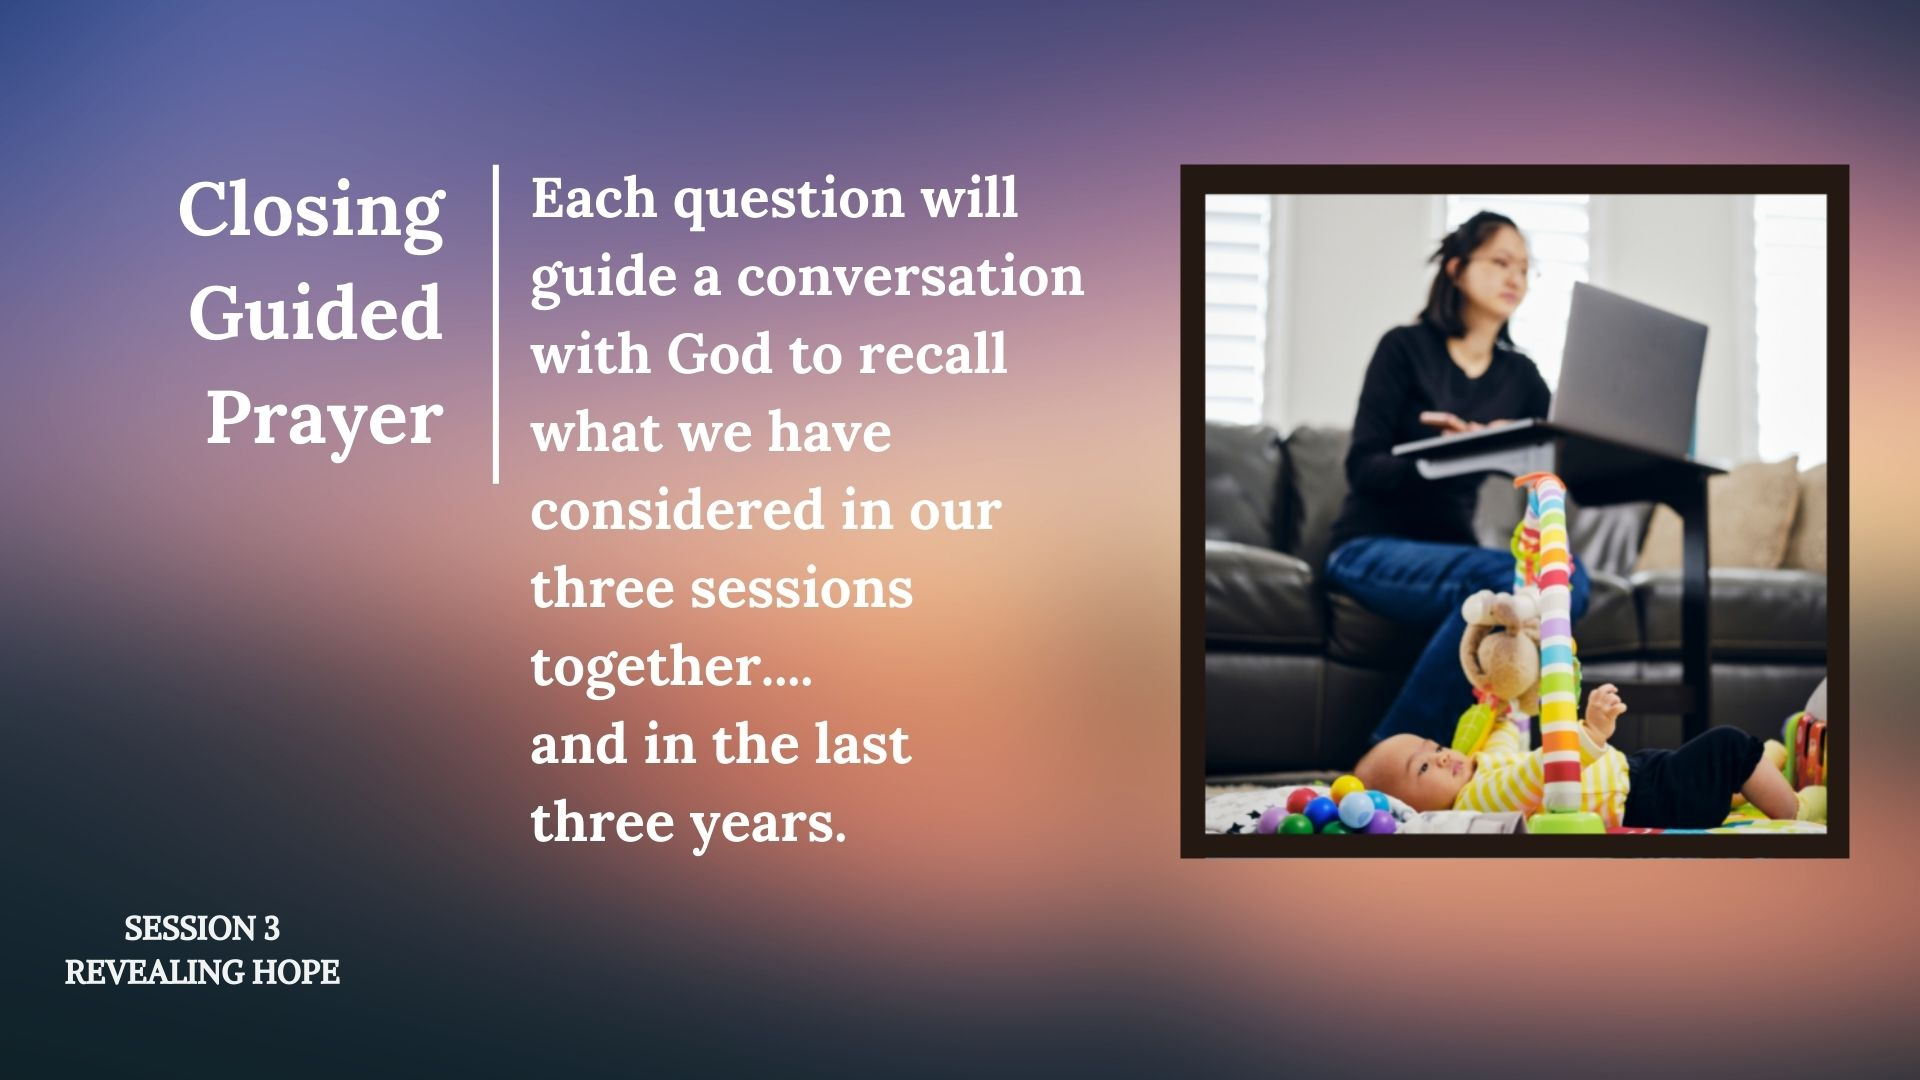 Closing
Guided
Prayer
Each question will
guide a conversation
with God to recall
what we have
considered in our
three sessions
together....
and in the last
three years.
SESSION 3
REVEALING HOPE